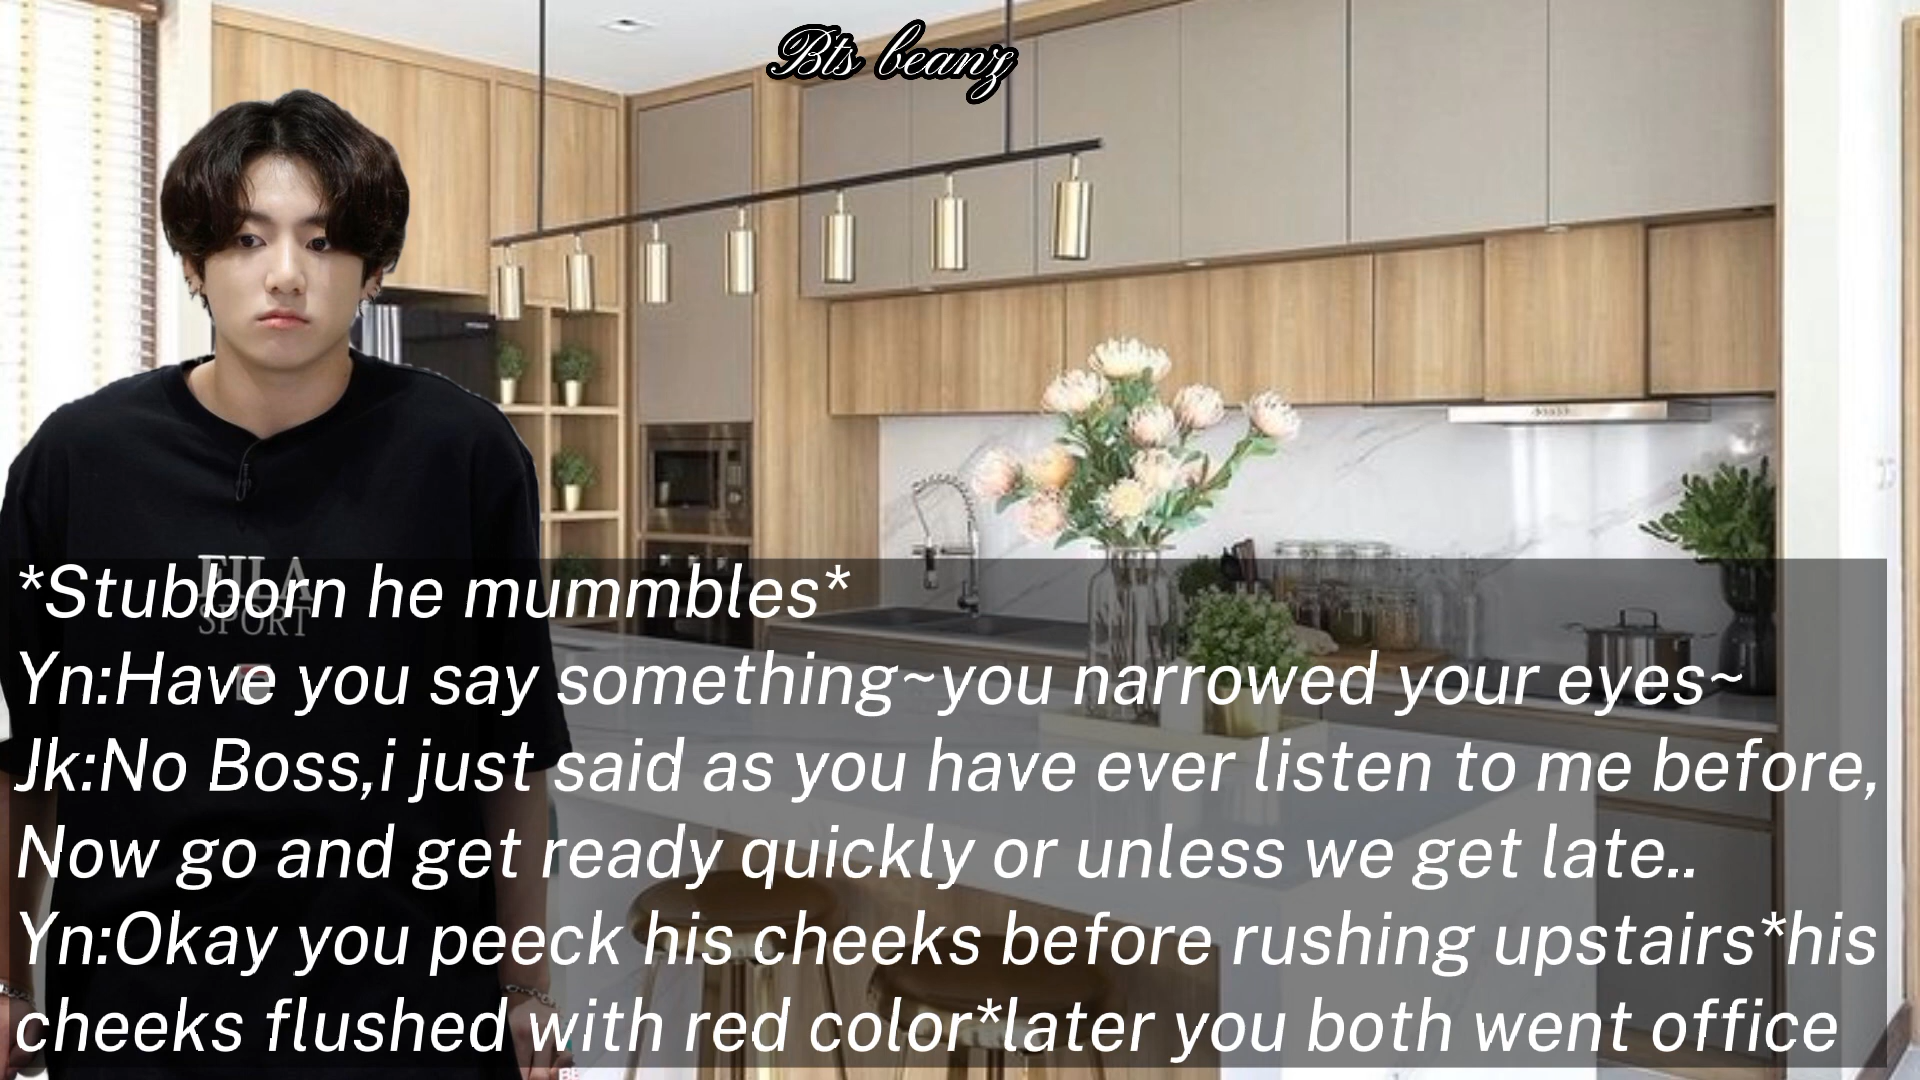 Bts beanz
FILA
SPORT
*Stubborn he mummbles*
Yn:Have you say something~you narrowed your eyes~
Jk:No Boss,i just said as you have ever listen to me before,
Now go and get ready quickly or unless we get late..
Yn:Okay you peeck his cheeks before rushing upstairs*his
cheeks flushed with red color*later you both went office